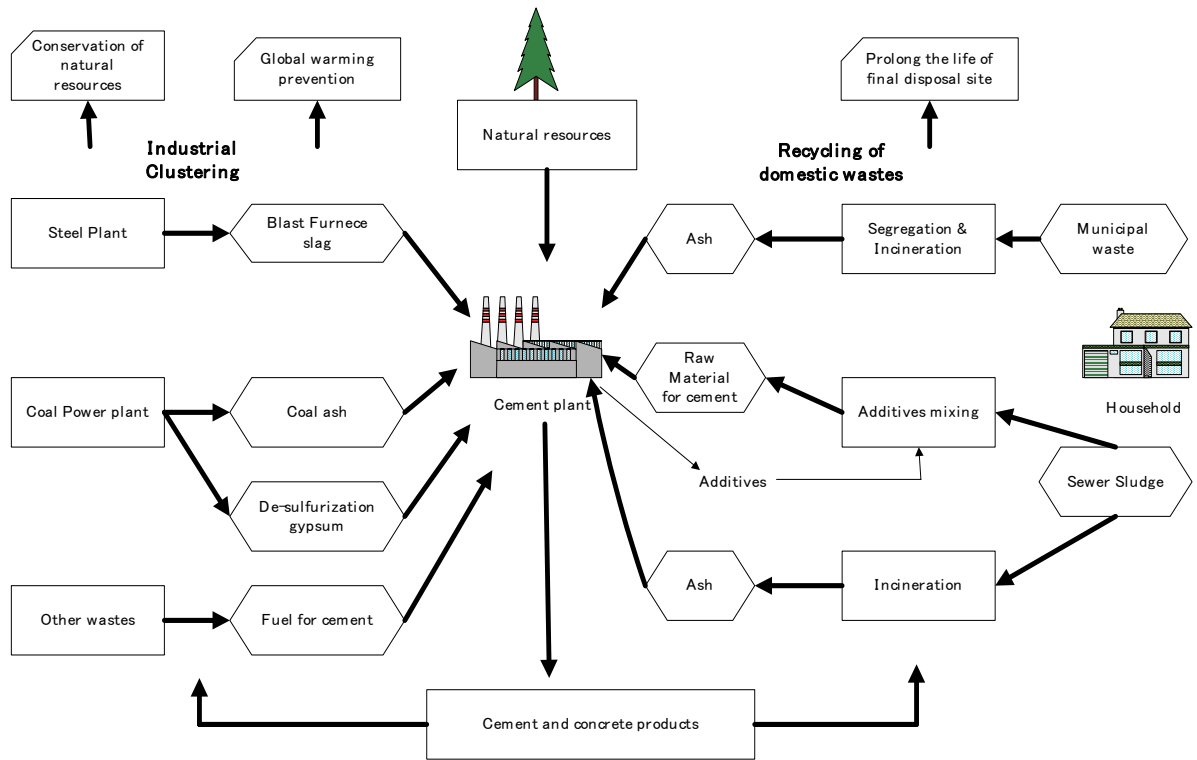 Conservation of
natural
resources
Global warming
prevention
Natural resources
Prolong the life of
final disposal site
Industrial
Clustering
Recycling of
domestic wastes
Steel Plant
Blast Furnece
slag
Ash
Segregation &
Incineration
Municipal
waste
Coal Power plant
Coal ash
Cement plant
Raw
Material
for cement
Additives mixing
Household
De-sulfurization
gypsum
Additives
Sewer Sludge
Other wastes
Fuel for cement
Ash
Incineration
Cement and concrete products